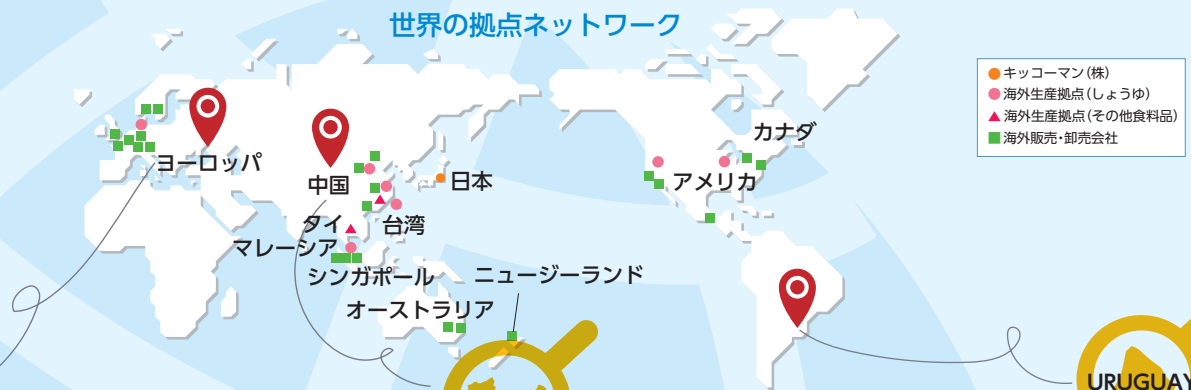 世界の拠点ネットワーク
キッコーマン(株)
海外生産拠点(しょうゆ)
海外生産拠点(その他食料品)
海外販売・卸売会社
カナダ
ヨーロッパ
中国
日本
アメリカ
タイ
台湾
マレーシア
シンガポール
ニュージーランド
オーストラリア
URUGUAY